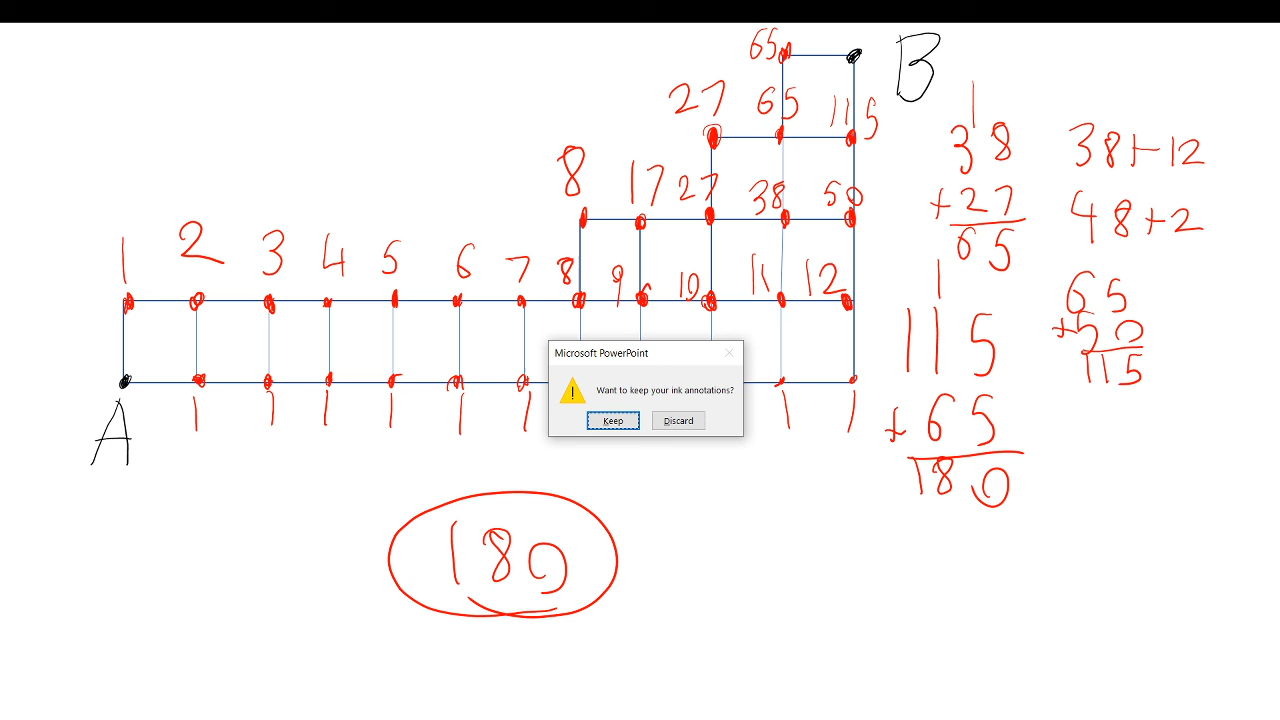 65
B
27 65 115
1
38
+27
65
38+12
48+2
8 17 27 38 50
1 2 3 4 5 6 7 8 9 10 11 12
1
115
+65
180
65
+50
115
Microsoft PowerPoint
Want to keep your ink annotations?
Keep Discard
A 1 1 1 1 1 1 1 1
180